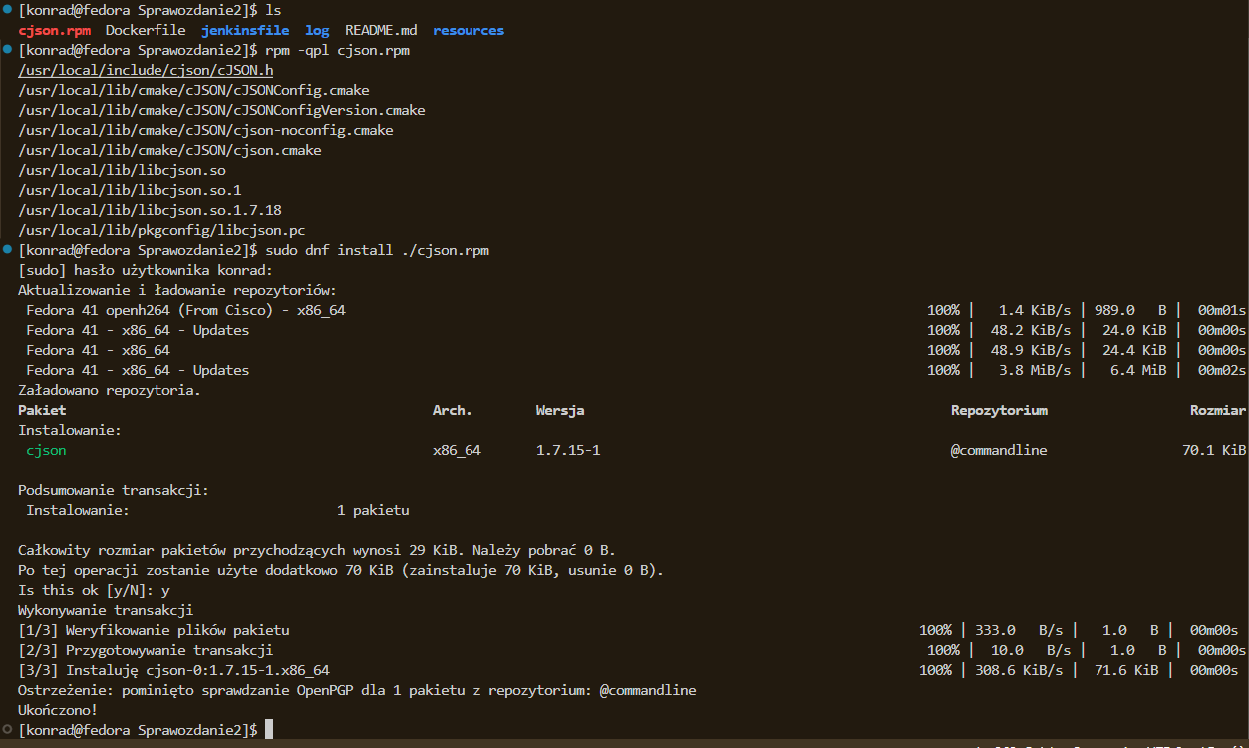 [konrad@fedora Sprawozdanie2]$ ls
cjson.rpm Dockerfile jenkinsfile log README.md resources
[konrad@fedora Sprawozdanie2]$ rpm -qpl cjson.rpm
/usr/local/include/cjson/cJSON.h
/usr/local/lib/cmake/cJSON/cJSONConfig.cmake
/usr/local/lib/cmake/cJSON/cJSONConfigVersion.cmake
/usr/local/lib/cmake/cJSON/cjson-noconfig.cmake
/usr/local/lib/cmake/cJSON/cjson.cmake
/usr/local/lib/libcjson.so
/usr/local/lib/libcjson.so.1
/usr/local/lib/libcjson.so.1.7.18
/usr/local/lib/pkgconfig/libcjson.pc
[konrad@fedora Sprawozdanie2]$ sudo dnf install ./cjson.rpm
[sudo] hasło użytkownika konrad:
Aktualizowanie i ładowanie repozytoriów:
Fedora 41 openh264 (From Cisco) - x86_64 100% | 1.4 KiB/s | 989.0 B | 00m01s
Fedora 41 - x86_64 - Updates 100% | 48.2 KiB/s | 24.0 KiB | 00m00s
Fedora 41 - x86_64 100% | 48.9 KiB/s | 24.4 KiB | 00m00s
Fedora 41 - x86_64 - Updates 100% | 3.8 MiB/s | 6.4 MiB | 00m02s
Załadowano repozytoria.
Pakiet Arch. Wersja Repozytorium Rozmiar
Instalowanie:
cjson x86_64 1.7.15-1 @commandline 70.1 KiB
Podsumowanie transakcji:
Instalowanie: 1 pakietu
Całkowity rozmiar pakietów przychodzących wynosi 29 KiB. Należy pobrać 0 B.
Po tej operacji zostanie użyte dodatkowo 70 KiB (zainstaluje 70 KiB, usunie 0 B).
Is this ok [y/N]: y
Wykonywanie transakcji
[1/3] Weryfikowanie plików pakietu 100% | 333.0 B/s | 1.0 B | 00m00s
[2/3] Przygotowywanie transakcji 100% | 10.0 B/s | 1.0 B | 00m00s
[3/3] Instaluję cjson-0:1.7.15-1.x86_64 100% | 308.6 KiB/s | 71.6 KiB | 00m00s
Ostrzeżenie: pominięto sprawdzanie OpenPGP dla 1 pakietu z repozytorium: @commandline
Ukończono!
[konrad@fedora Sprawozdanie2]$